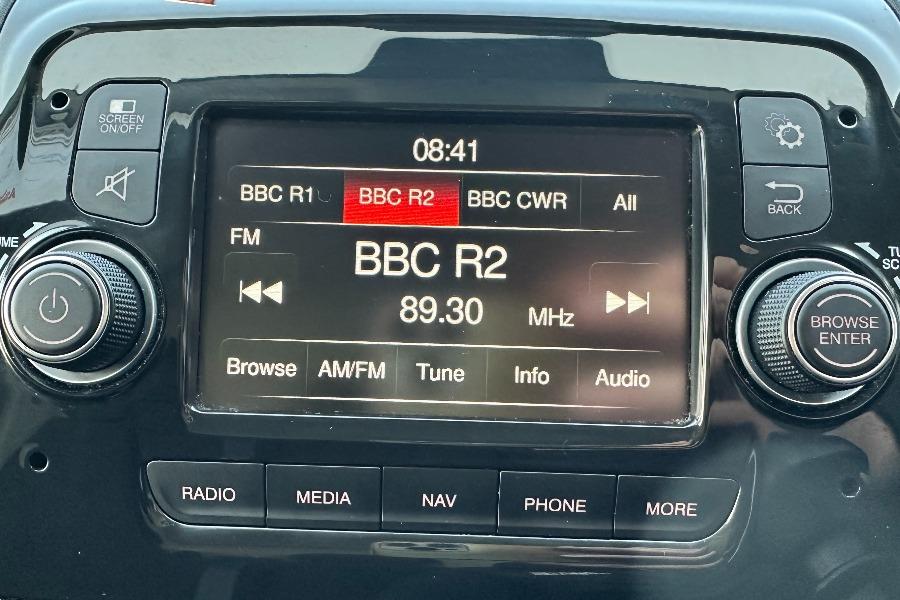 SCREEN
ON/OFF
08:41
BBC R1 BBC R2 BBC CWR All
FM
BBC R2
89.30 MHz
Browse AM/FM Tune Info Audio
BACK
BROWSE
ENTER
RADIO MEDIA NAV PHONE MORE